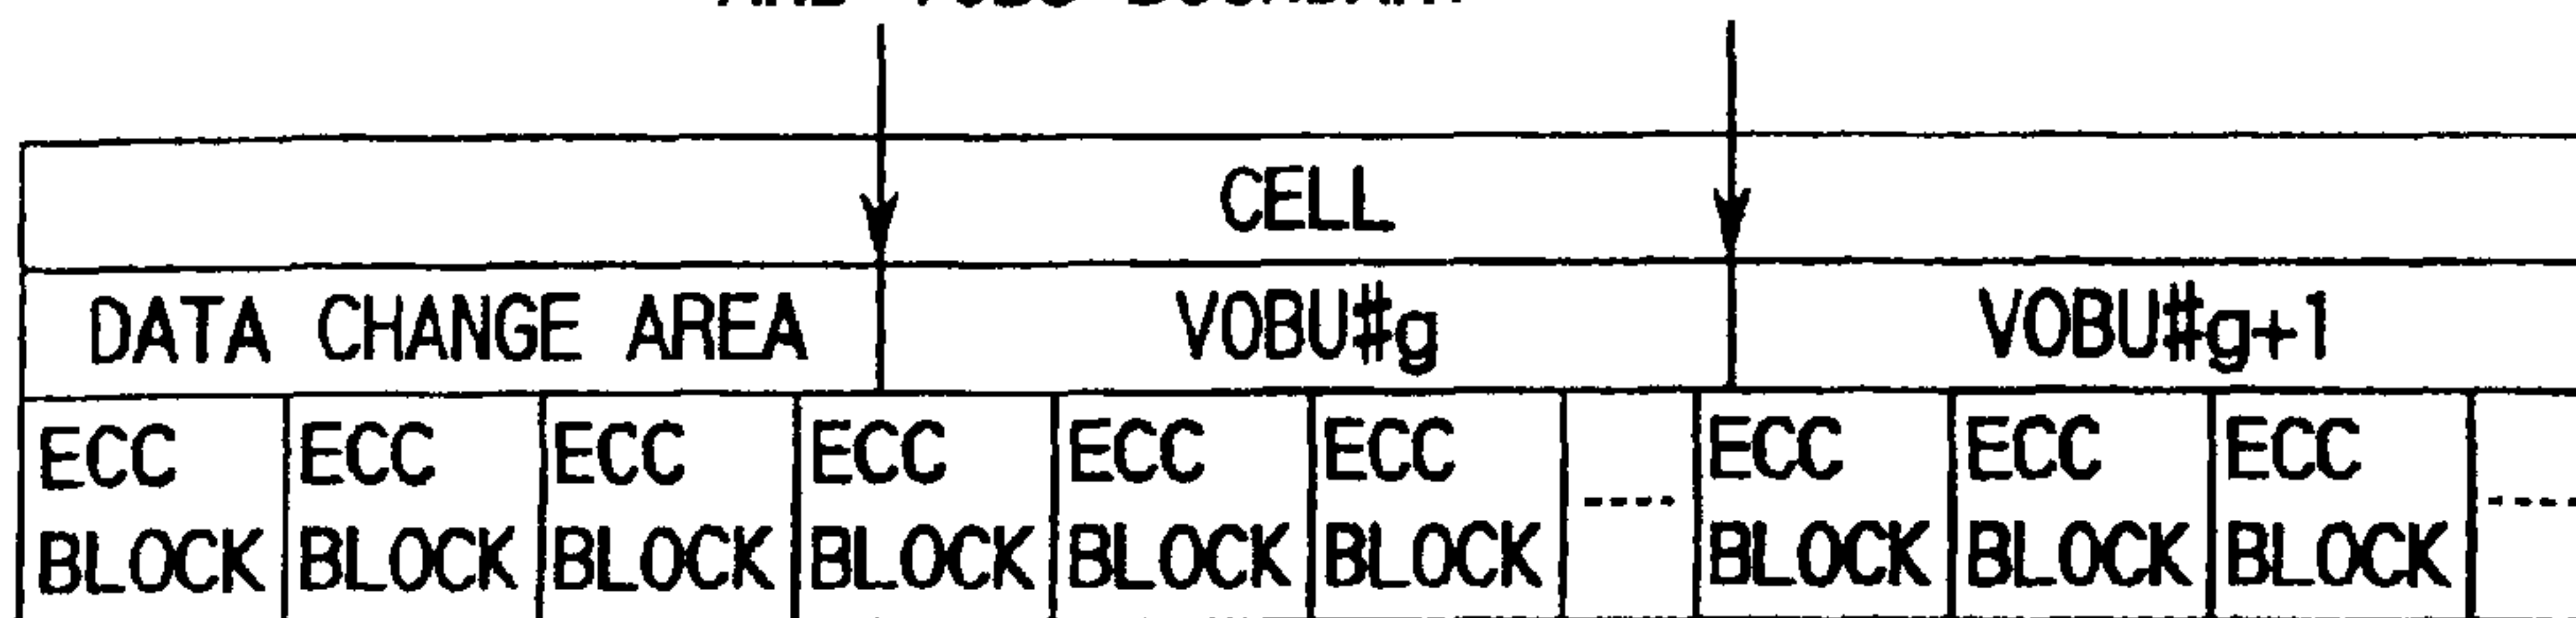 CELL
DATA CHANGE AREA VOBU#g VOBU#g+1
ECC ECC ECC ECC ECC ECC ---- ECC ECC ECC ----
BLOCK BLOCK BLOCK BLOCK BLOCK BLOCK BLOCK BLOCK BLOCK